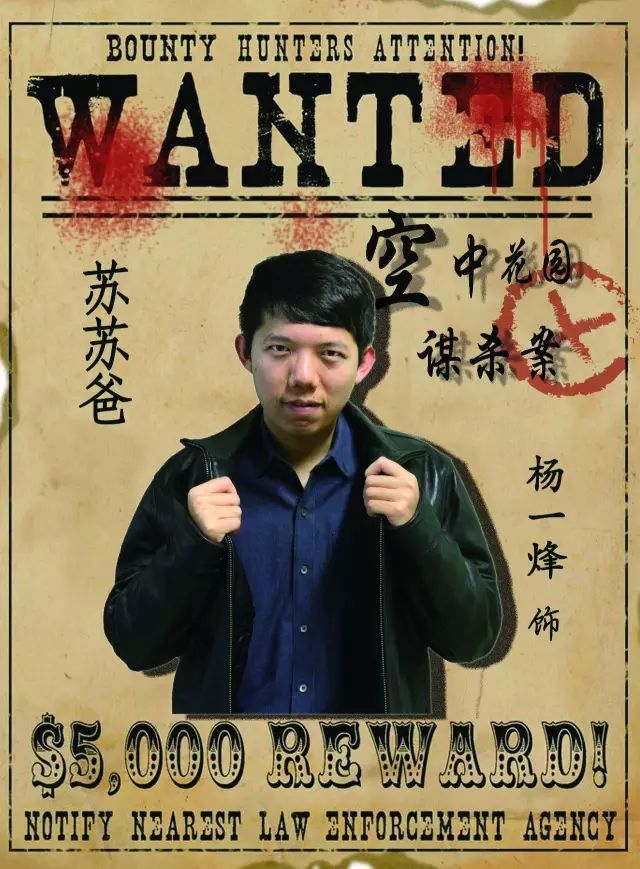 BOUNTY HUNTERS ATTENTION!
WANTED
空中花园
谋杀案
苏苏爸
杨一烽 饰
$5,000 REWARD!
NOTIFY NEAREST LAW ENFORCEMENT AGENCY